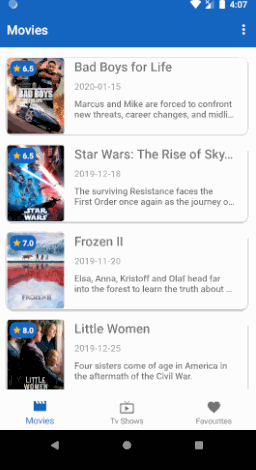 4:07
Movies
6.5
Bad Boys for Life
2020-01-15
Marcus and Mike are forced to confront
new threats, career changes, and midli...
BAD BOYS
6.5
Star Wars: The Rise of Sky...
2019-12-18
The surviving Resistance faces the
First Order once again as the journey o...
STAR WARS
7.0
Frozen II
2019-11-20
Elsa, Anna, Kristoff and Olaf head far
into the forest to learn the truth about ...
FROZEN II
8.0
Little Women
2019-12-25
Four sisters come of age in America in
the aftermath of the Civil War.
LITTLE
WOMEN
Movies
Tv Shows
Favourites